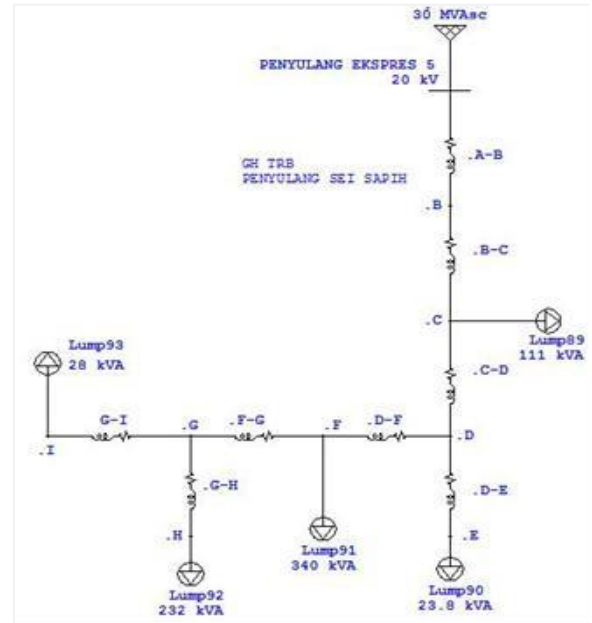 30 MVAsc
PENYULANG EKSPRES 5
20 kV
.A-B
GH TRB
PENYULANG SEI SAPIH
.B
.B-C
.C
Lump89
111 kVA
Lump93
28 kVA
.C-D
G-I
.G
.F-G
.F
.D-F
.D
.I
.G-H
.D-E
.H
.E
Lump91
340 kVA
Lump92
232 kVA
Lump90
23.8 kVA